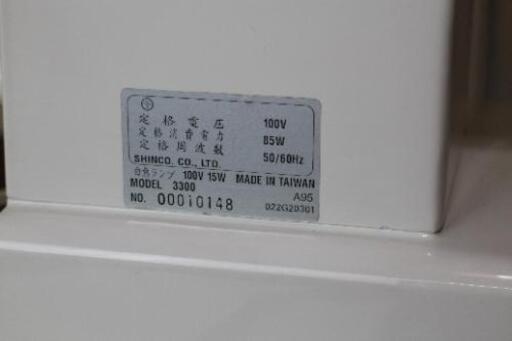 定格電圧 100V
定格消費電力 85W
定格周波数 50/60Hz
SHINCO. CO., LTD.
白色ランプ 100V 15W MADE IN TAIWAN
MODEL 3300 A95
NO. 00010148 022G20301